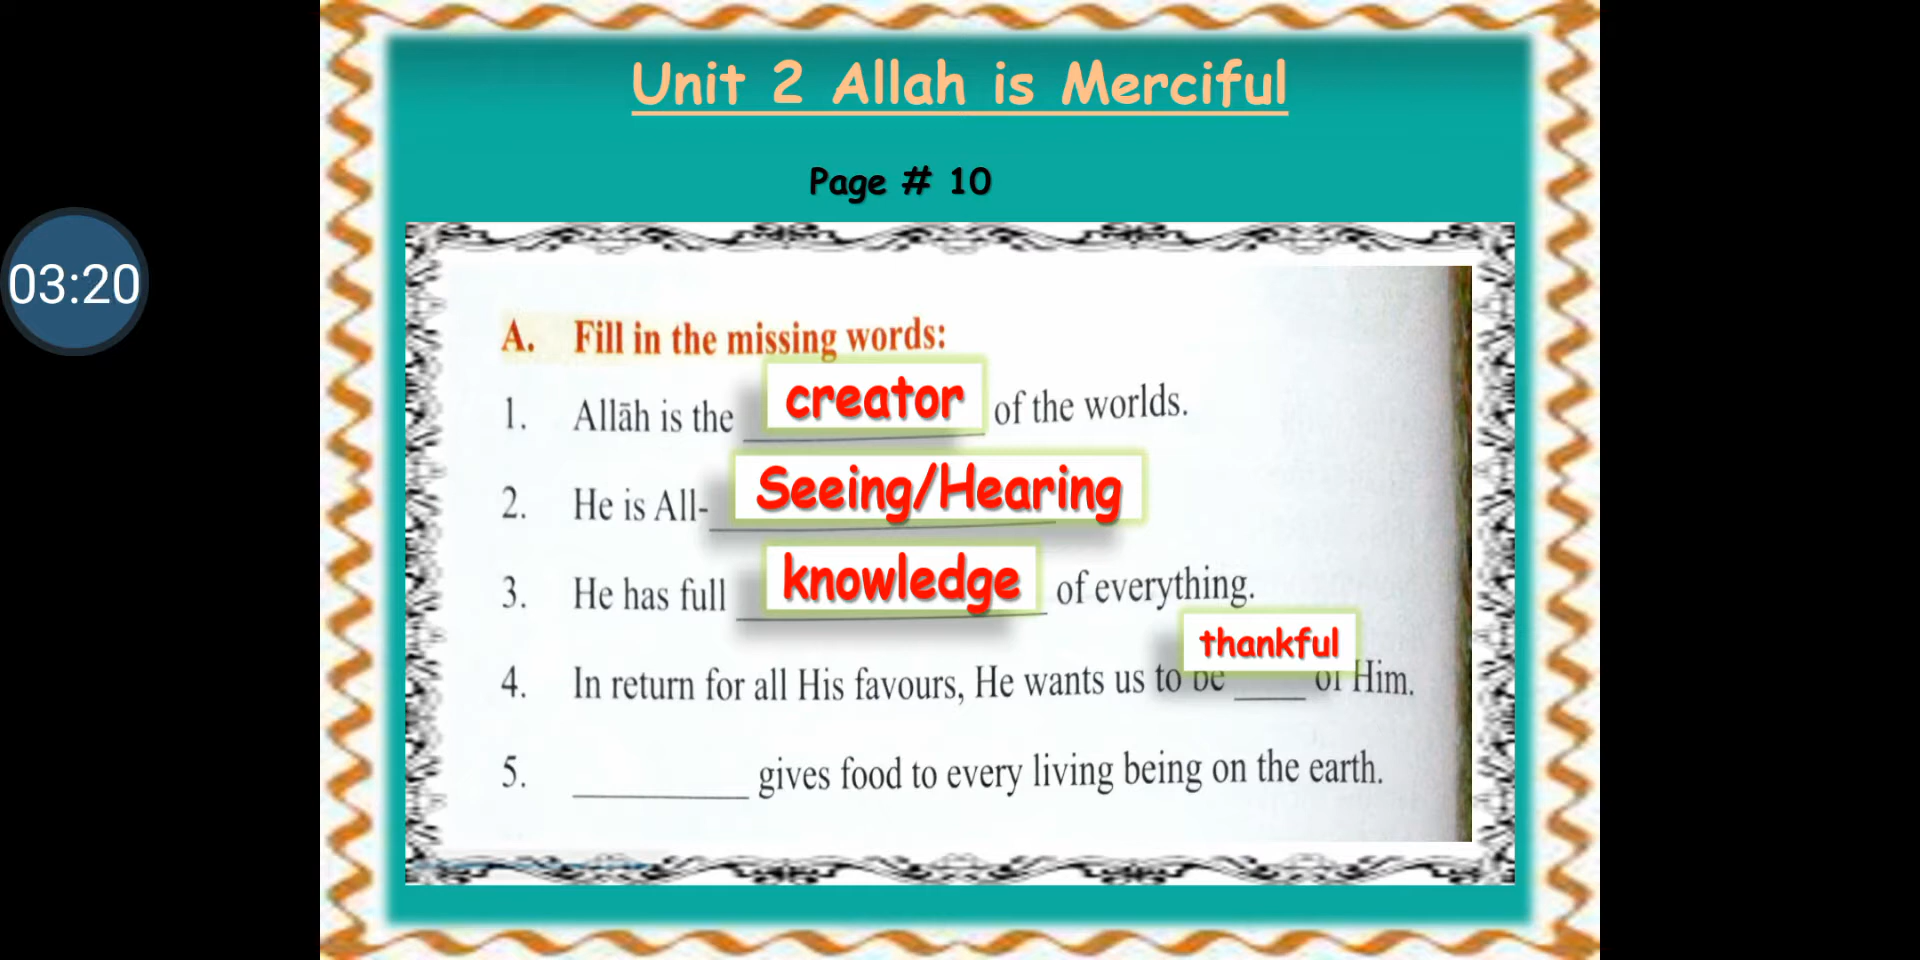 Unit 2 Allah is Merciful
Page # 10
03:20
A. Fill in the missing words:
1. Allāh is the creator of the worlds.
2. He is All- Seeing/Hearing
3. He has full knowledge of everything.
thankful
4. In return for all His favours, He wants us to be ____ of Him.
5. ________ gives food to every living being on the earth.